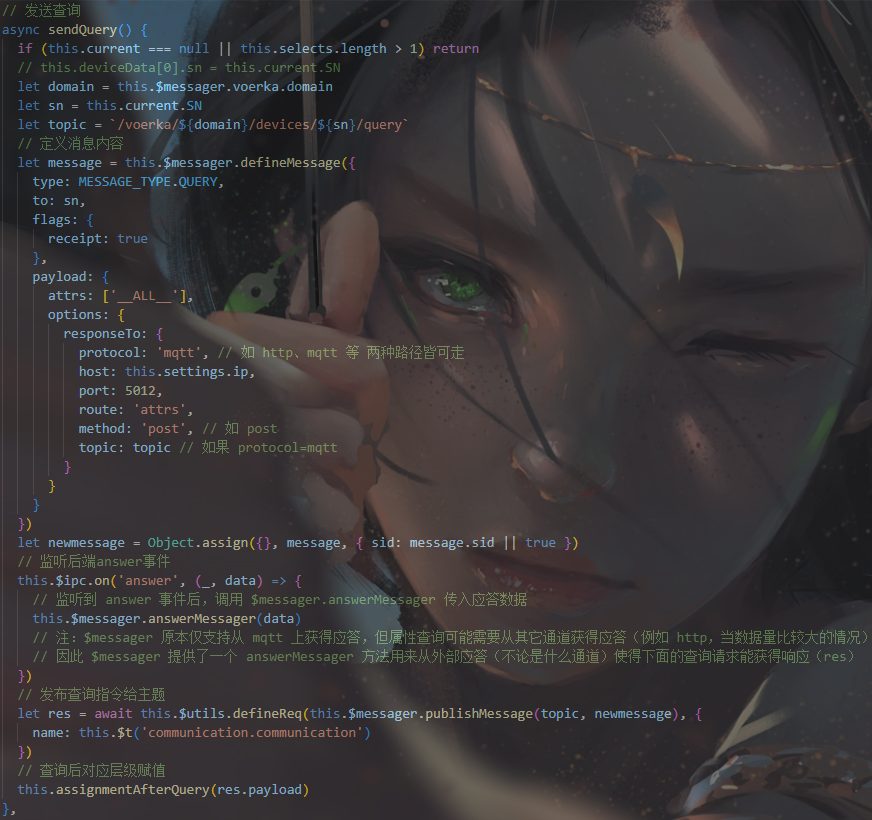 // 发送查询
async sendQuery() {
if (this.current === null || this.selects.length > 1) return
// this.deviceData[0].sn = this.current.SN
let domain = this.$messager.voerka.domain
let sn = this.current.SN
let topic = `/voerka/${domain}/devices/${sn}/query`
// 定义消息内容
let message = this.$messager.defineMessage({
type: MESSAGE_TYPE.QUERY,
to: sn,
flags: {
receipt: true
},
payload: {
attrs: ['__ALL__'],
options: {
responseTo: {
protocol: 'mqtt', // 如 http、mqtt 等 两种路径皆可走
host: this.settings.ip,
port: 5012,
route: 'attrs',
method: 'post', // 如 post
topic: topic // 如果 protocol=mqtt
}
}
}
})
let newmessage = Object.assign({}, message, { sid: message.sid || true })
// 监听后端answer事件
this.$ipc.on('answer', (_, data) => {
// 监听到 answer 事件后，调用 $messager.answerMessager 传入应答数据
this.$messager.answerMessager(data)
// 注：$messager 原本仅支持从 mqtt 上获得应答，但属性查询可能需要从其它通道获得应答（例如 http，当数据量比较大的情况）
// 因此 $messager 提供了一个 answerMessager 方法用来从外部应答（不论是什么通道）使得下面的查询请求能获得响应（res）
})
// 发布查询指令给主题
let res = await this.$utils.defineReq(this.$messager.publishMessage(topic, newmessage), {
name: this.$t('communication.communication')
})
// 查询后对应层级赋值
this.assignmentAfterQuery(res.payload)
},